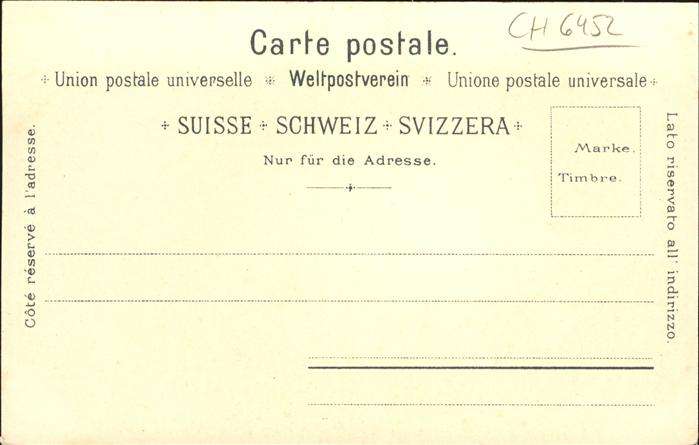 CH 6452
Carte postale.
Union postale universelle * Weltpostverein * Unione postale universale
SUISSE + SCHWEIZ + SVIZZERA
Nur für die Adresse.
Marke.
Timbre.
Côté réservé à l'adresse.
Lato riservato all' indirizzo.